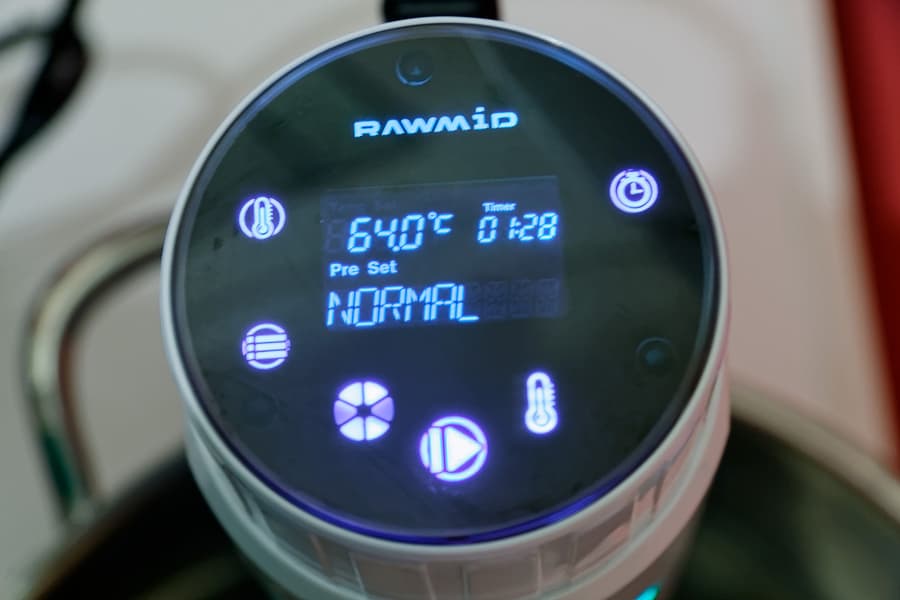 RAWMiD
Timer
64.0°C 01:28
Pre Set
NORMAL